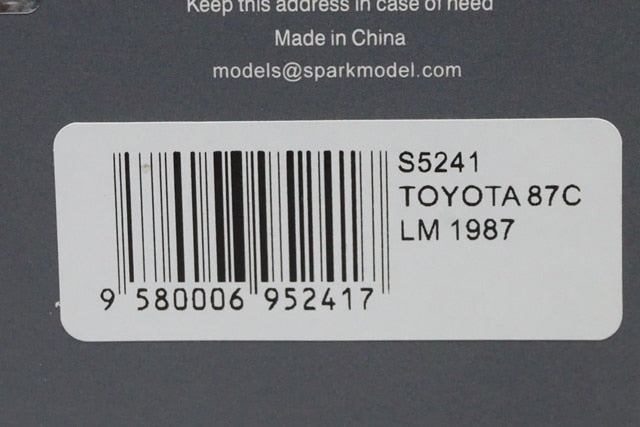 Keep this address in case of need
Made in China
models@sparkmodel.com
S5241
TOYOTA 87C
LM 1987
9 580006 952417